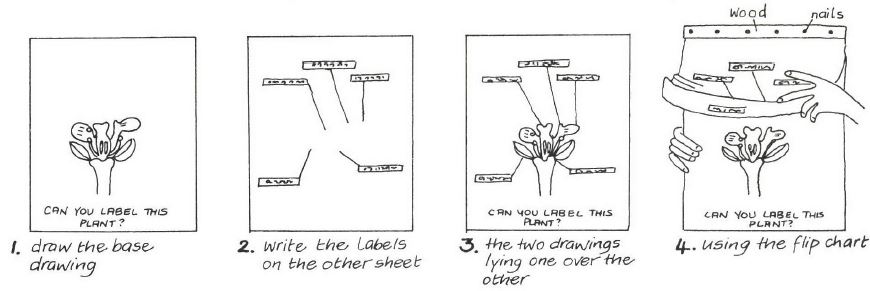 wood nails
CAN YOU LABEL THIS
PLANT?
1. draw the base
drawing
2. write the labels
on the other sheet
CAN YOU LABEL THIS
PLANT?
3. the two drawings
lying one over the
other
CAN YOU LABEL THIS
PLANT?
4. using the flip chart